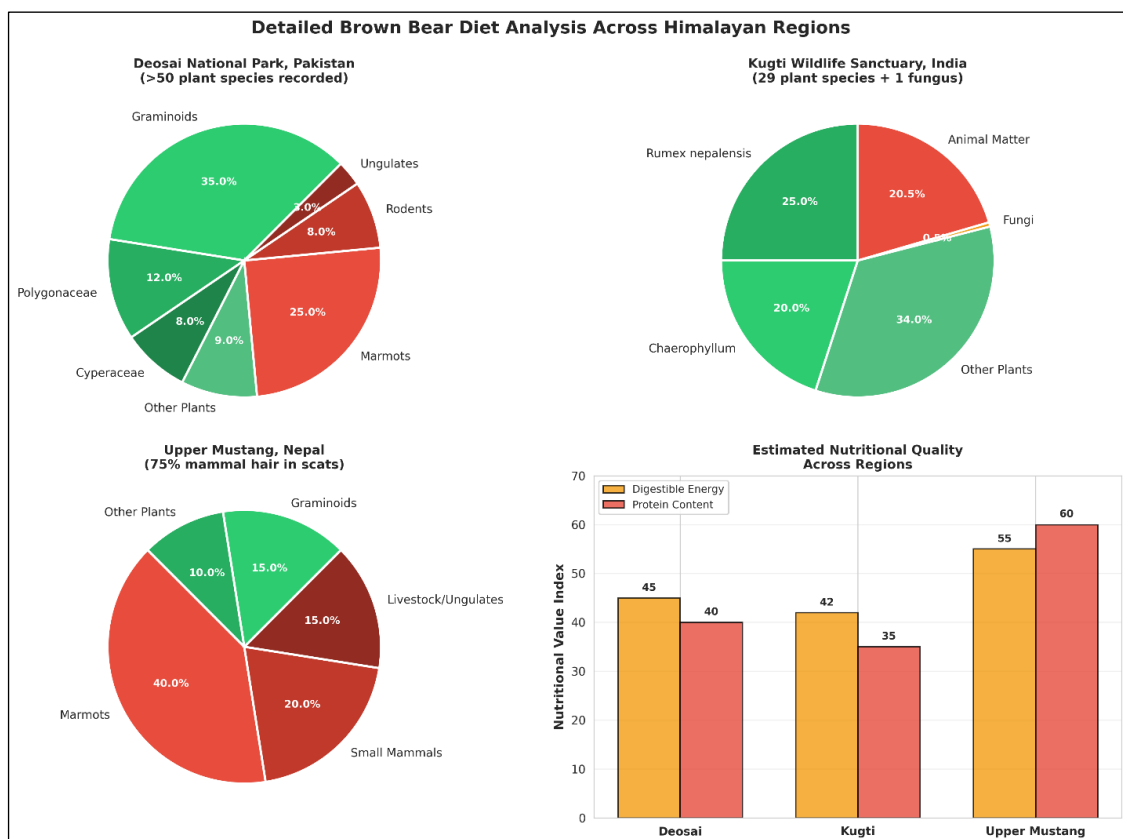 Detailed Brown Bear Diet Analysis Across Himalayan Regions
Deosai National Park, Pakistan
(>50 plant species recorded)
Graminoids
35.0%
Ungulates
3.0%
Rodents
8.0%
Polygonaceae
12.0%
25.0%
Marmots
8.0%
Cyperaceae
9.0%
Other Plants
Kugti Wildlife Sanctuary, India
(29 plant species + 1 fungus)
Rumex nepalensis
25.0%
Animal Matter
20.5%
Fungi
0.5%
20.0%
Chaerophyllum
34.0%
Other Plants
Upper Mustang, Nepal
(75% mammal hair in scats)
Graminoids
15.0%
Other Plants
10.0%
Livestock/Ungulates
15.0%
40.0%
Marmots
20.0%
Small Mammals
Estimated Nutritional Quality
Across Regions
Nutritional Value Index
70
60
50
40
30
20
10
0
Digestible Energy
Protein Content
45
40
42
35
55
60
Deosai
Kugti
Upper Mustang